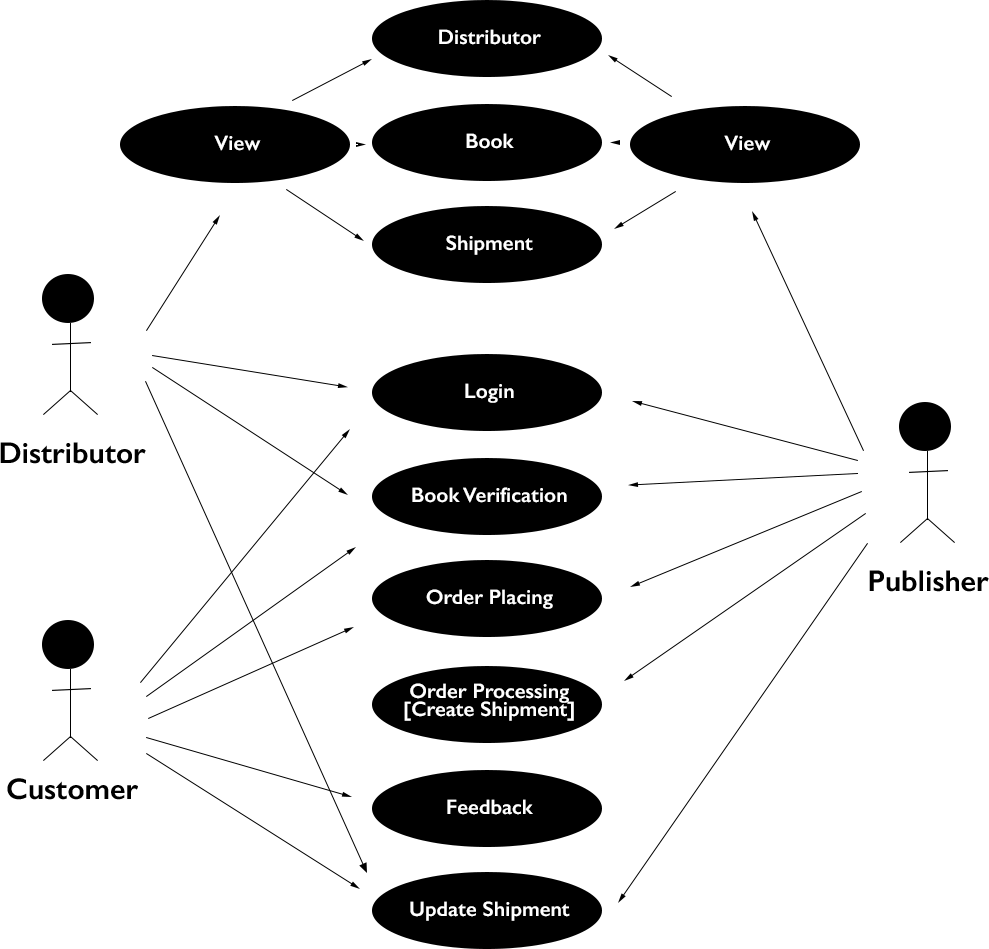 Distributor
View
Book
View
Shipment
Distributor
Login
Book Verification
Order Placing
Publisher
Order Processing
[Create Shipment]
Customer
Feedback
Update Shipment